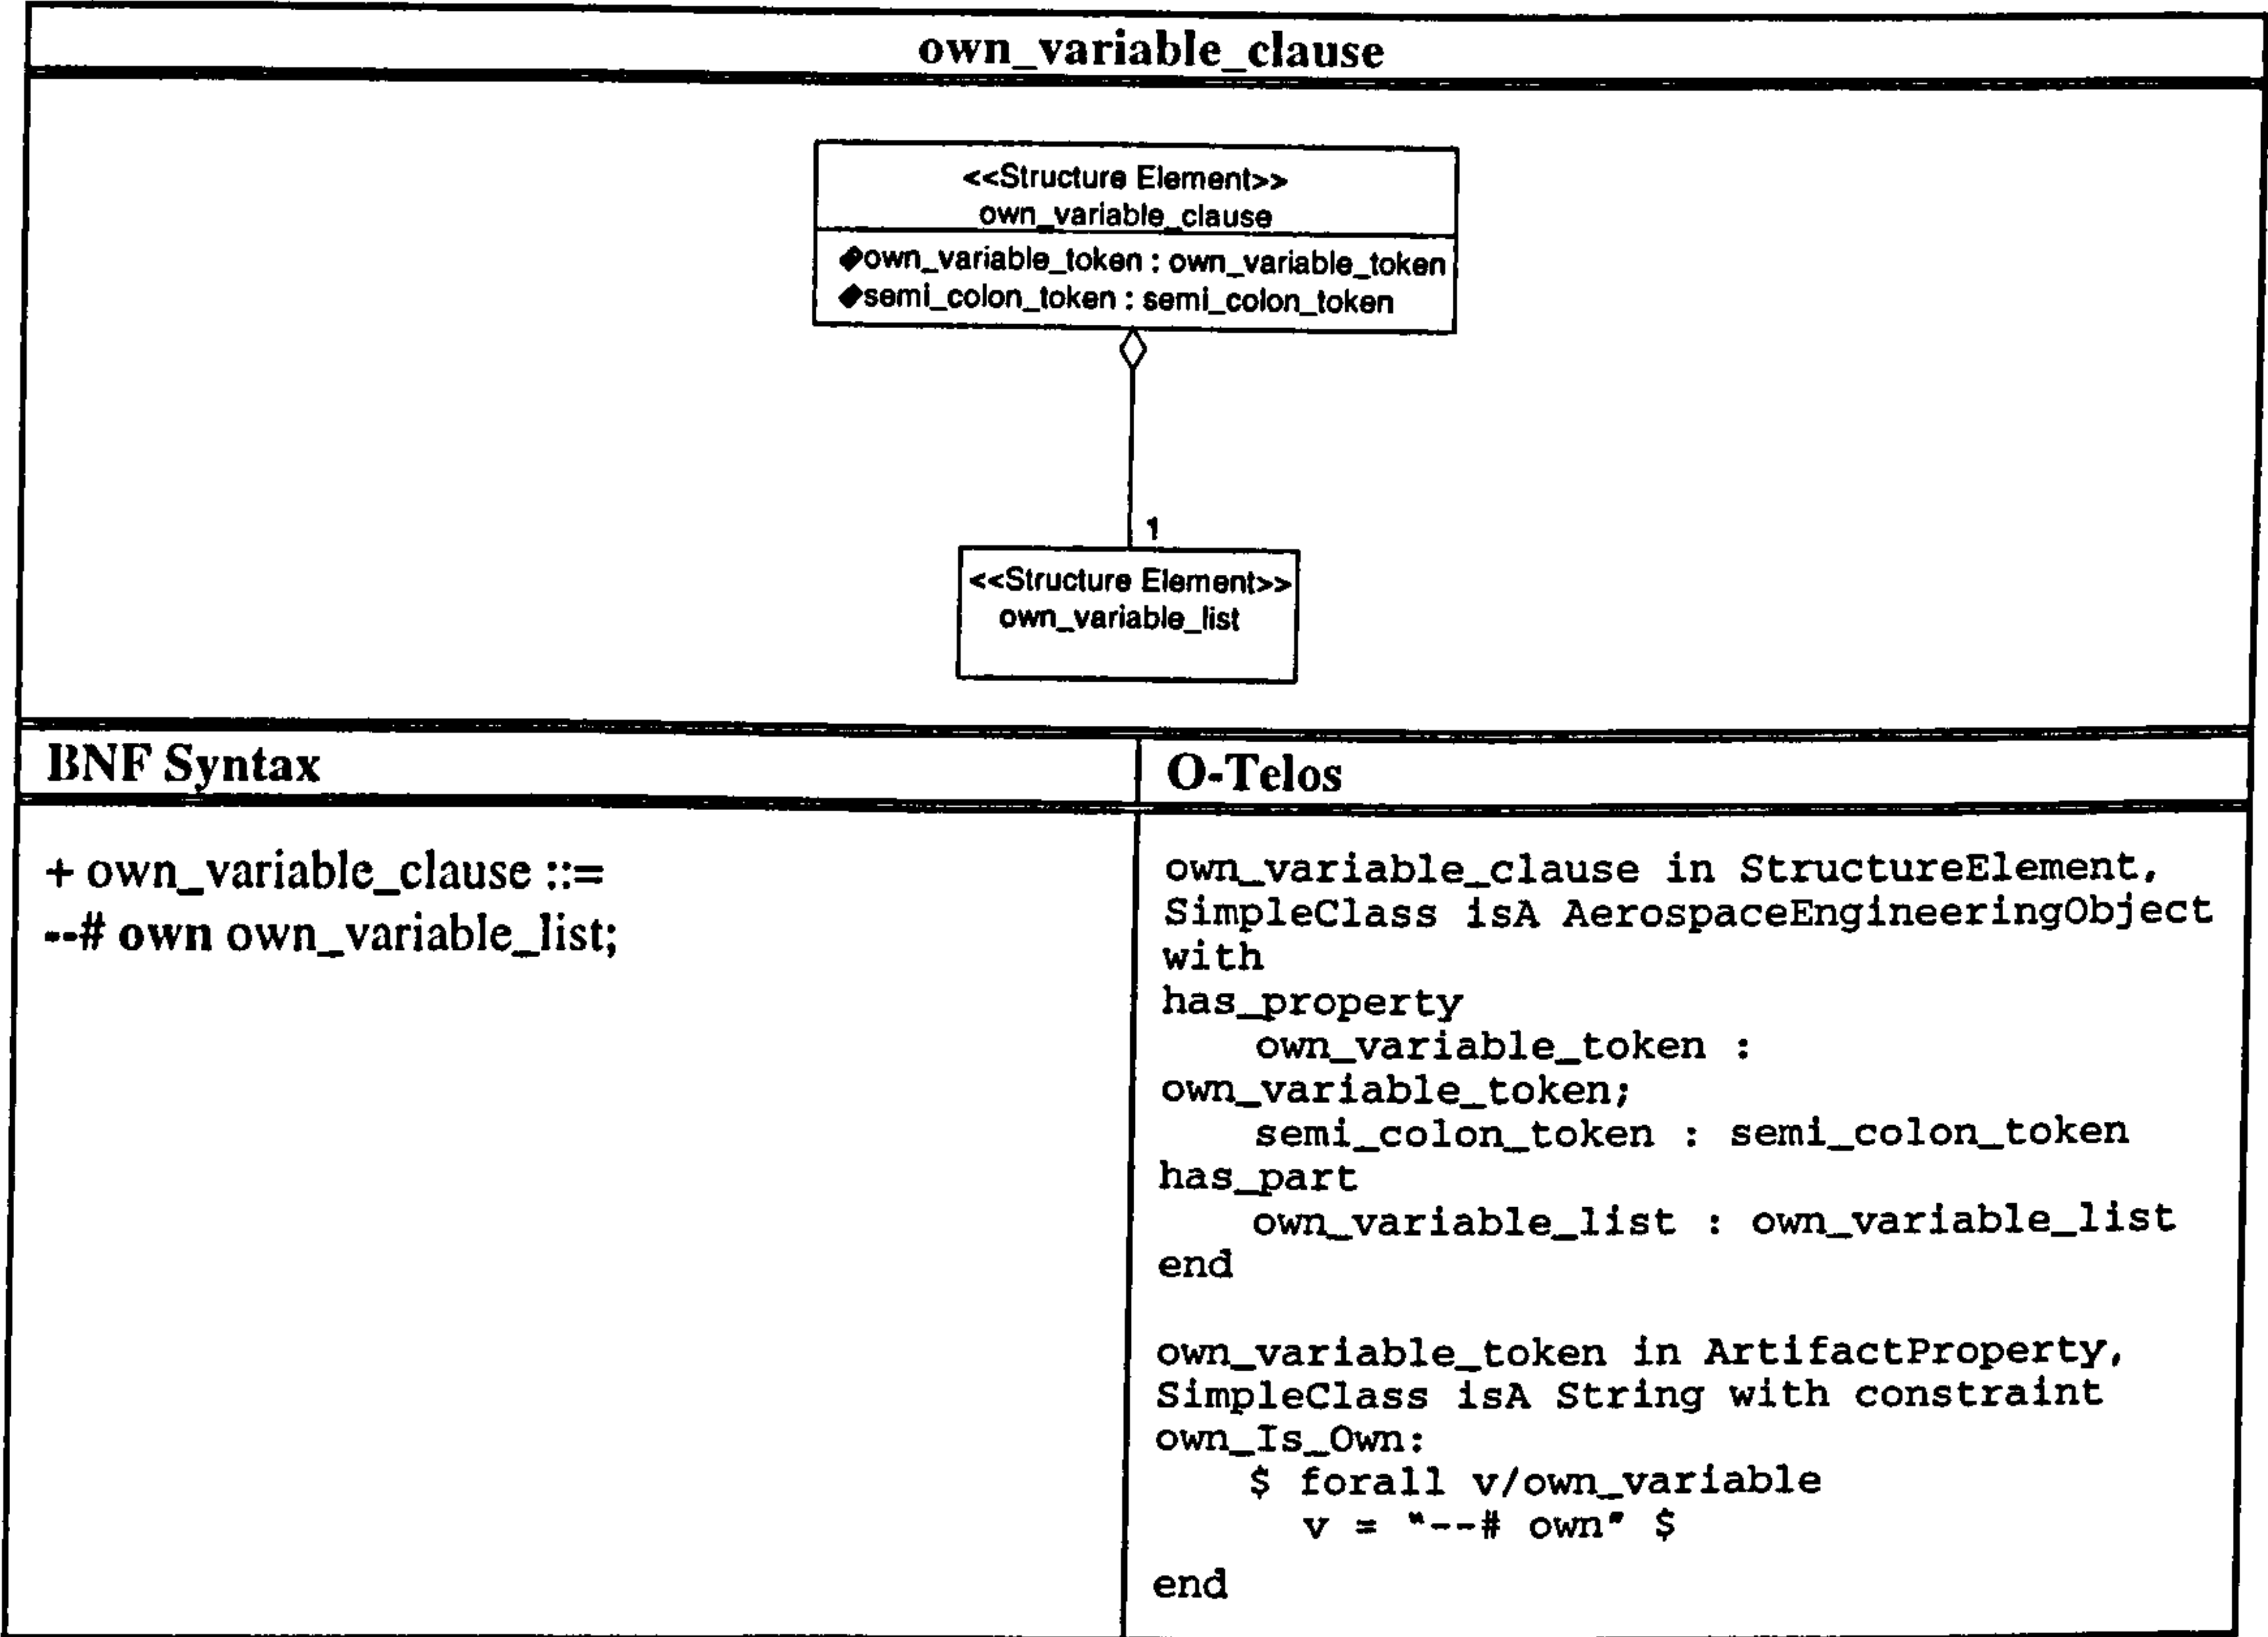 own_variable_clause
<<Structure Element>>
own_variable_clause
own_variable_token : own_variable_token
semi_colon_token : semi_colon_token
1
<<Structure Element>>
own_variable_list
BNF Syntax
O-Telos
+ own_variable_clause ::=
--# own own_variable_list;
own_variable_clause in StructureElement,
SimpleClass isA AerospaceEngineeringObject
with
has_property
own_variable_token :
own_variable_token;
semi_colon_token : semi_colon_token
has_part
own_variable_list : own_variable_list
end
own_variable_token in ArtifactProperty,
SimpleClass isA String with constraint
own_Is_Own:
$ forall v/own_variable
v = "--# own" $
end